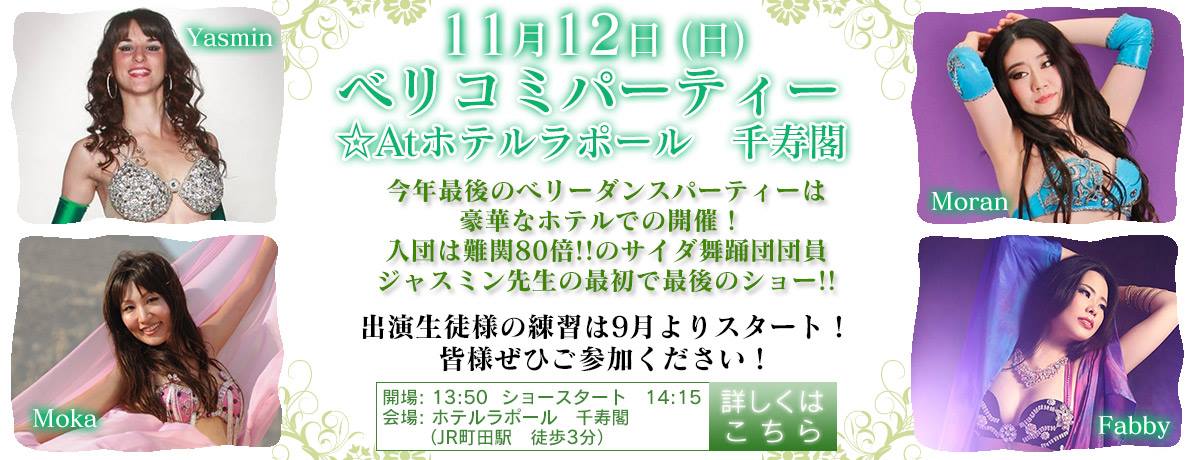 Yasmin
11月12日 (日)
ベリコミパーティー
☆Atホテルラポール　千寿閣
今年最後のベリーダンスパーティーは
豪華なホテルでの開催！
入団は難関80倍!!のサイダ舞踊団団員
ジャスミン先生の最初で最後のショー!!
出演生徒様の練習は9月よりスタート！
皆様ぜひご参加ください！
開場: 13:50 ショースタート　14:15
会場: ホテルラポール　千寿閣
（JR町田駅　徒歩3分）
詳しくは
こちら
Moran
Moka
Fabby